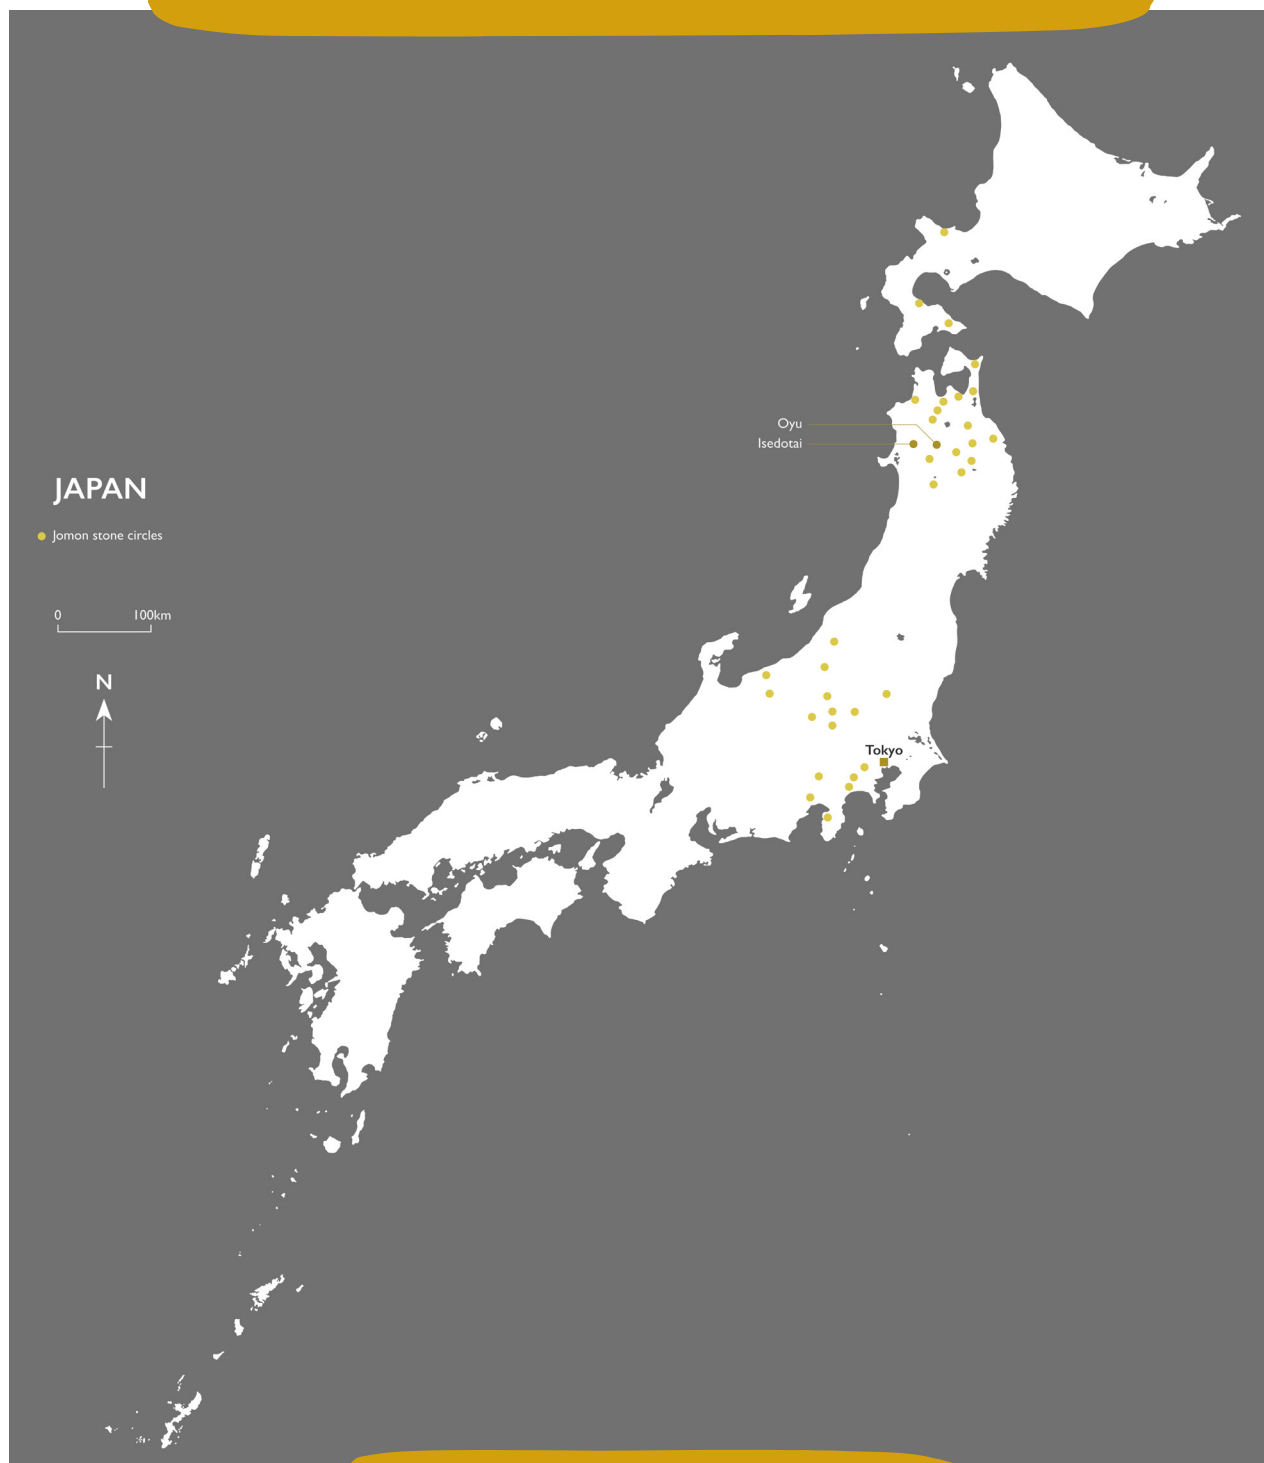 Oyu
Isedotai
JAPAN
Jomon stone circles
0 100km
N
Tokyo